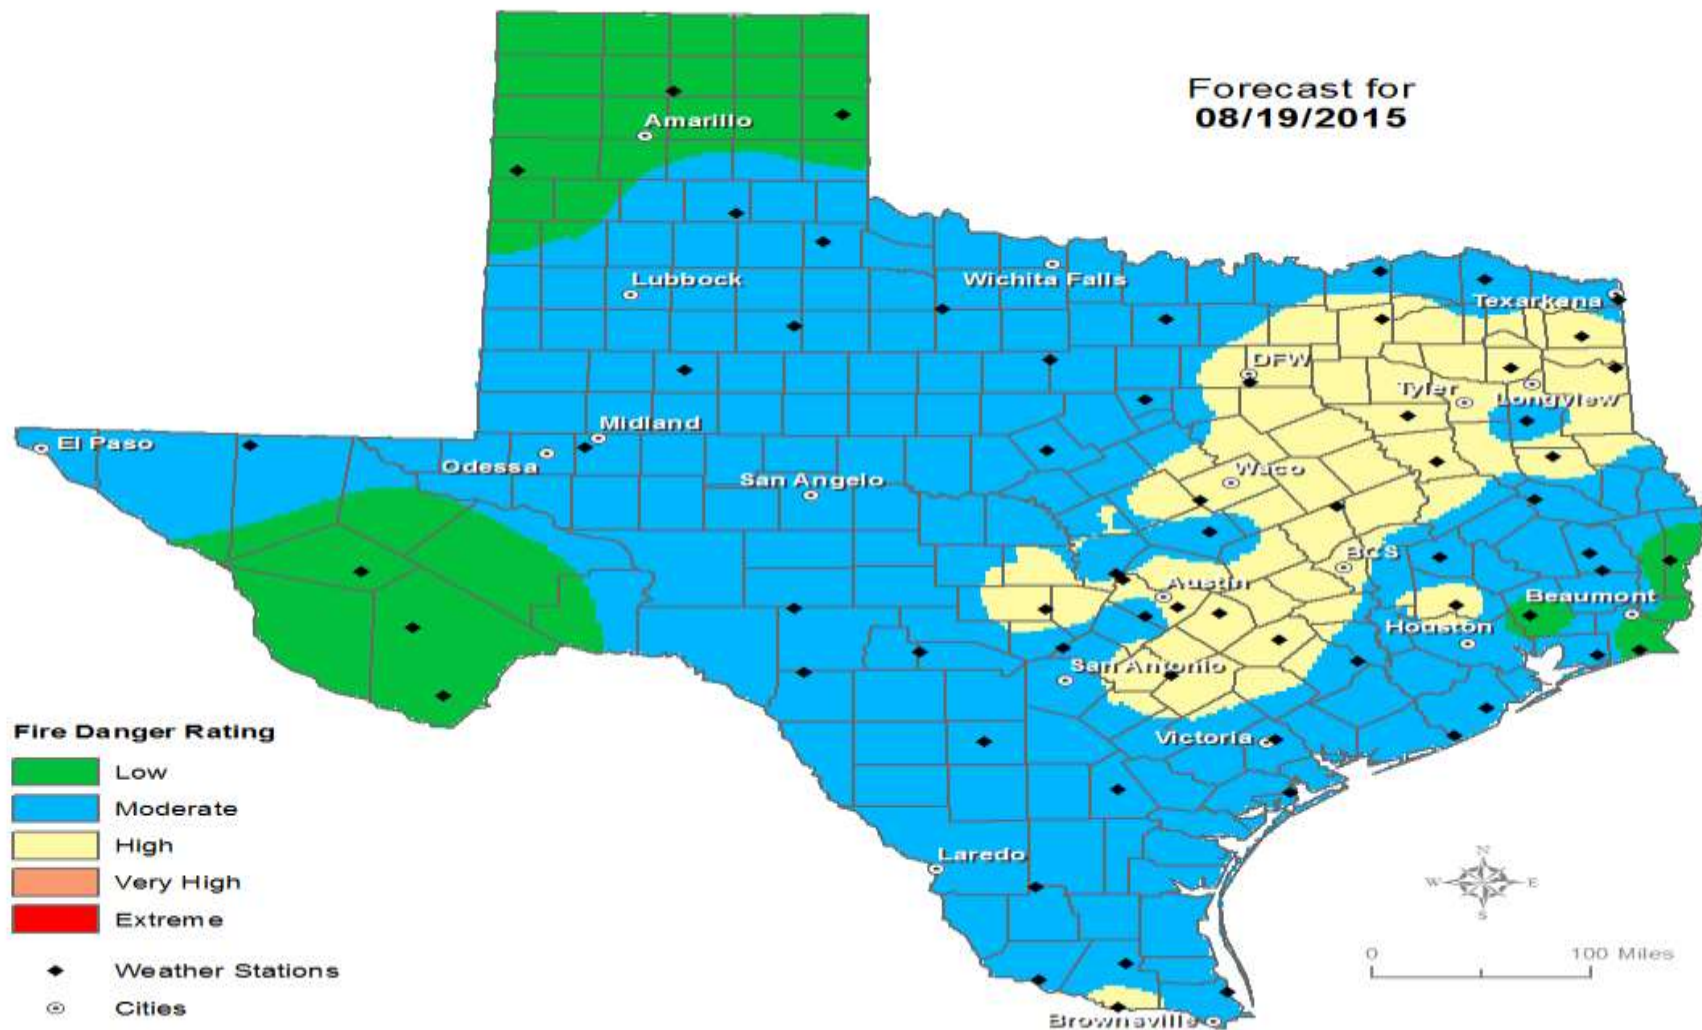 Forecast for
08/19/2015
Amarillo
Lubbock
Wichita Falls
Texarkana
DFW
Tyler
Longview
El Paso
Midland
Odessa
San Angelo
Waco
BCS
Austin
Beaumont
Houston
San Antonio
Victoria
Laredo
Brownsville
Fire Danger Rating
Low
Moderate
High
Very High
Extreme
Weather Stations
Cities
N
W E
S
0 100 Miles